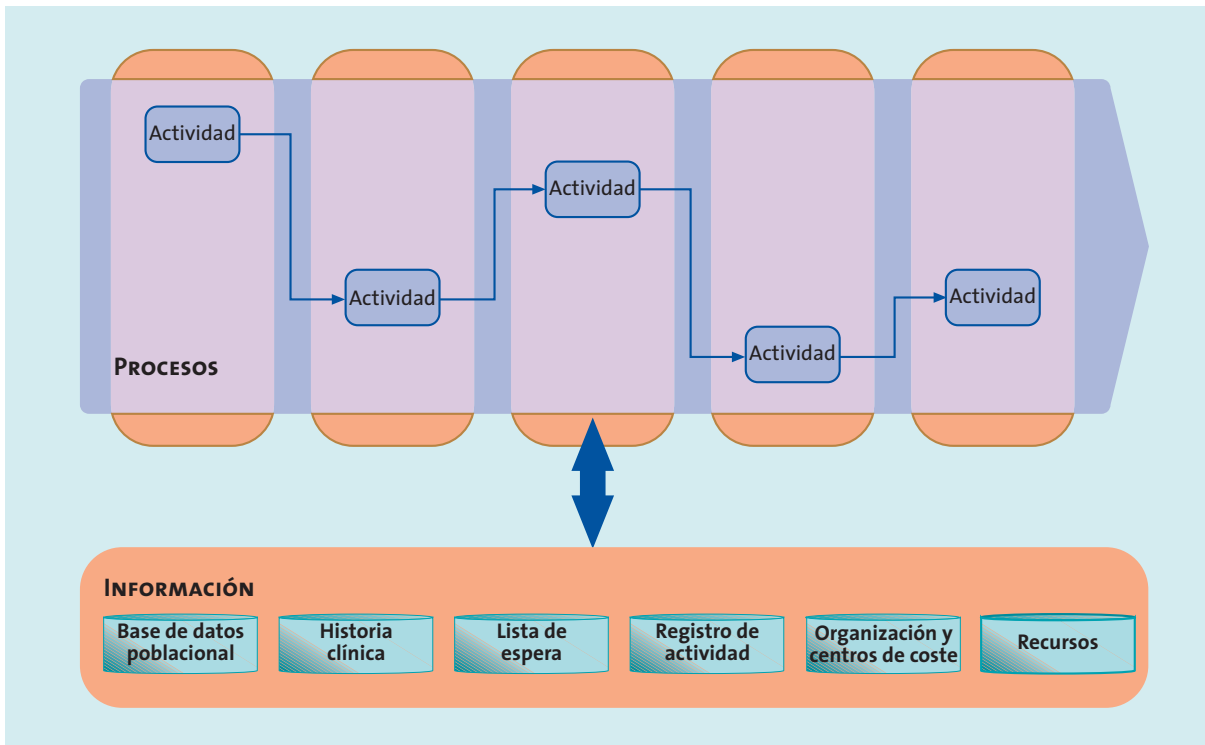 Actividad
Actividad
Actividad
Actividad
Actividad
PROCESOS
INFORMACIÓN
Base de datos
poblacional
Historia
clínica
Lista de
espera
Registro de
actividad
Organización y
centros de coste
Recursos